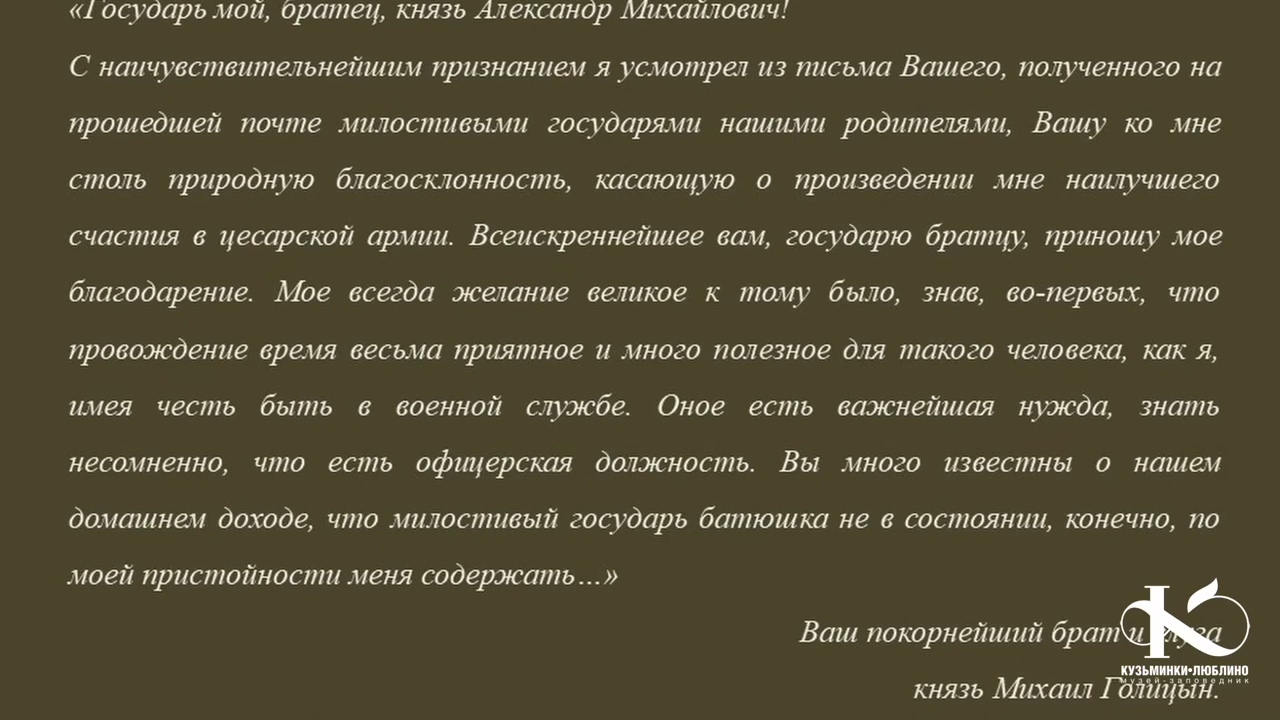 «Государь мой, братец, князь Александр Михайлович!
С наичувствительнейшим признанием я усмотрел из письма Вашего, полученного на
прошедшей почте милостивыми государями нашими родителями, Вашу ко мне
столь природную благосклонность, касающую о произведении мне наилучшего
счастия в цесарской армии. Всеискреннейшее вам, государю братцу, приношу мое
благодарение. Мое всегда желание великое к тому было, знав, во-первых, что
провождение время весьма приятное и много полезное для такого человека, как я,
имея честь быть в военной службе. Оное есть важнейшая нужда, знать
несомненно, что есть офицерская должность. Вы много известны о нашем
домашнем доходе, что милостивый государь батюшка не в состоянии, конечно, по
моей пристойности меня содержать…»
Ваш покорнейший брат и слуга
князь Михаил Голицын.
К
КУЗЬМИНКИ•ЛЮБЛИНО
музей-заповедник